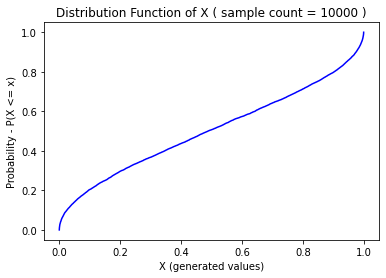 Distribution Function of X ( sample count = 10000 )
1.0
0.8
0.6
0.4
0.2
0.0
Probability - P(X <= x)
0.0 0.2 0.4 0.6 0.8 1.0
X (generated values)